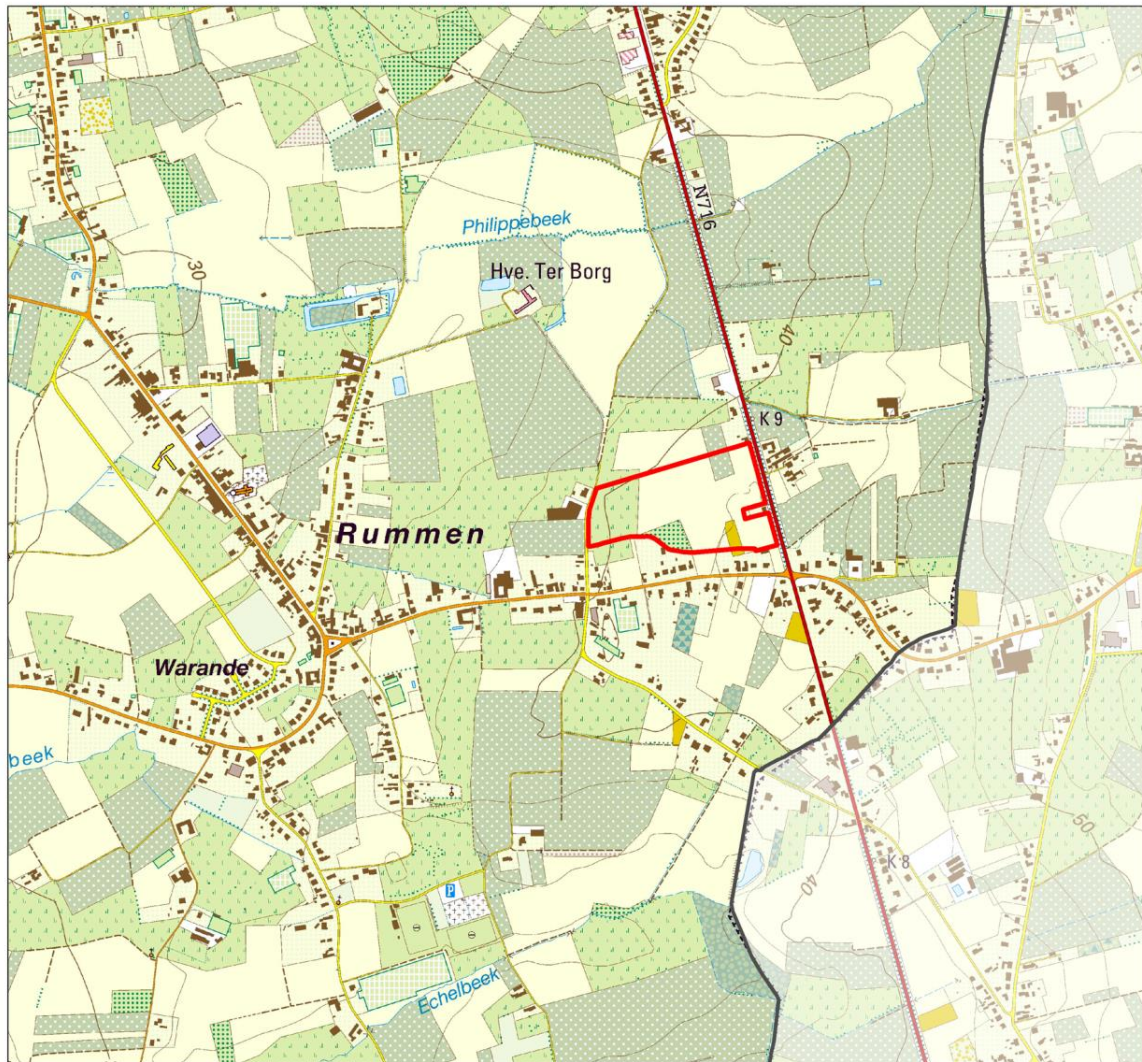 N716
Philippebeek
30
Hve. Ter Borg
40
K 9
Rummen
Warande
beek
50
K 8
40
P
Echelbeek